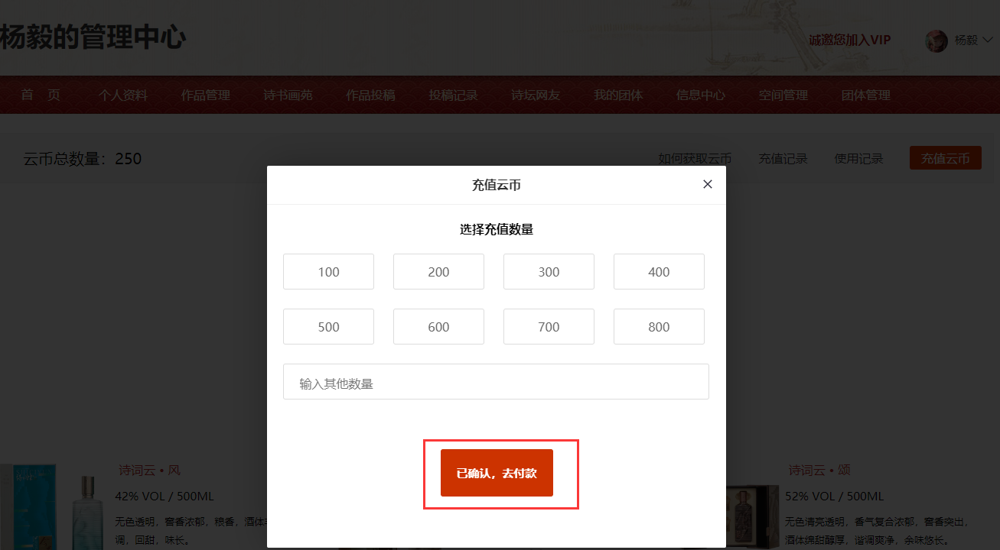 杨毅的管理中心
诚邀您加入VIP
杨毅
首 页 个人资料 作品管理 诗书画苑 作品投稿 投稿记录 诗坛网友 我的团体 信息中心 空间管理 团体管理
云币总数量：250
如何获取云币 充值记录 使用记录 充值云币
充值云币
选择充值数量
100 200 300 400
500 600 700 800
输入其他数量
已确认，去付款
诗词云 • 风
42% VOL / 500ML
无色透明，窖香浓郁，粮香，酒体
调，回甜，味长。
诗词云 • 颂
52% VOL / 500ML
无色清亮透明，香气复合浓郁，窖香突出，
酒体绵甜醇厚，谐调爽净，余味悠长。